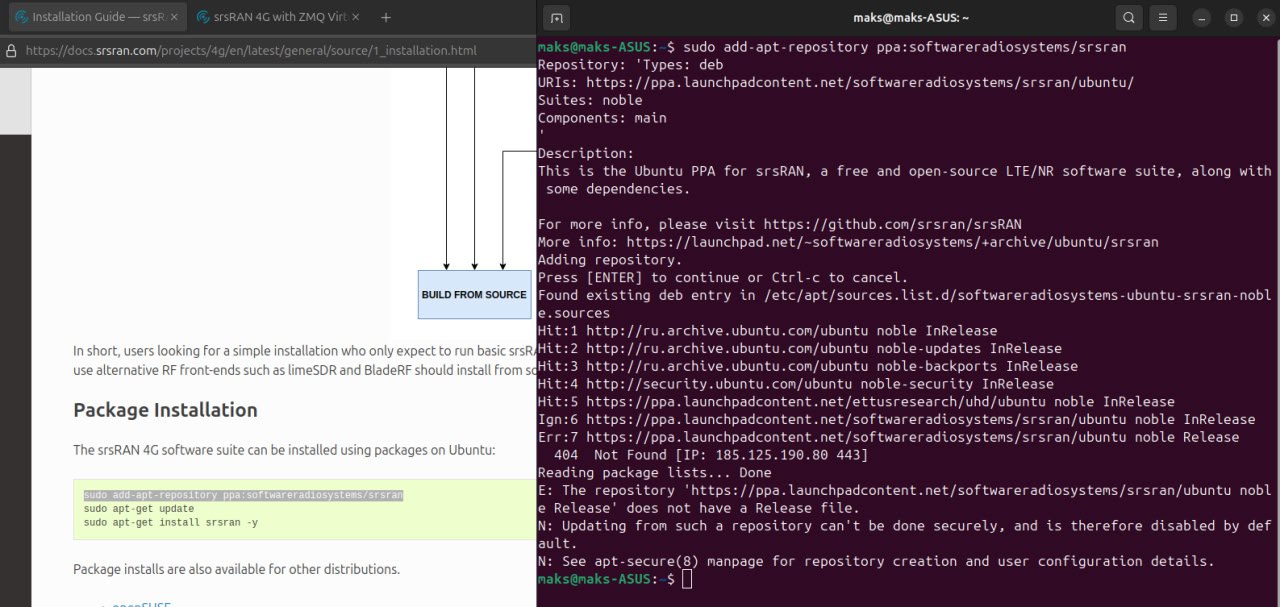 Installation Guide — srsR
srsRAN 4G with ZMQ Virt
https://docs.srsran.com/projects/4g/en/latest/general/source/1_installation.html
BUILD FROM SOURCE
In short, users looking for a simple installation who only expect to run basic srsRA
use alternative RF front-ends such as limeSDR and BladeRF should install from so
Package Installation
The srsRAN 4G software suite can be installed using packages on Ubuntu:
sudo add-apt-repository ppa:softwareradiosystems/srsran
sudo apt-get update
sudo apt-get install srsran -y
Package installs are also available for other distributions.
openSUSE
maks@maks-ASUS: ~
maks@maks-ASUS:~$ sudo add-apt-repository ppa:softwareradiosystems/srsran
Repository: 'Types: deb
URIs: https://ppa.launchpadcontent.net/softwareradiosystems/srsran/ubuntu/
Suites: noble
Components: main
'
Description:
This is the Ubuntu PPA for srsRAN, a free and open-source LTE/NR software suite, along with
some dependencies.
For more info, please visit https://github.com/srsran/srsRAN
More info: https://launchpad.net/~softwareradiosystems/+archive/ubuntu/srsran
Adding repository.
Press [ENTER] to continue or Ctrl-c to cancel.
Found existing deb entry in /etc/apt/sources.list.d/softwareradiosystems-ubuntu-srsran-nobl
e.sources
Hit:1 http://ru.archive.ubuntu.com/ubuntu noble InRelease
Hit:2 http://ru.archive.ubuntu.com/ubuntu noble-updates InRelease
Hit:3 http://ru.archive.ubuntu.com/ubuntu noble-backports InRelease
Hit:4 http://security.ubuntu.com/ubuntu noble-security InRelease
Hit:5 https://ppa.launchpadcontent.net/ettusresearch/uhd/ubuntu noble InRelease
Ign:6 https://ppa.launchpadcontent.net/softwareradiosystems/srsran/ubuntu noble InRelease
Err:7 https://ppa.launchpadcontent.net/softwareradiosystems/srsran/ubuntu noble Release
404  Not Found [IP: 185.125.190.80 443]
Reading package lists... Done
E: The repository 'https://ppa.launchpadcontent.net/softwareradiosystems/srsran/ubuntu nobl
e Release' does not have a Release file.
N: Updating from such a repository can't be done securely, and is therefore disabled by def
ault.
N: See apt-secure(8) manpage for repository creation and user configuration details.
maks@maks-ASUS:~$